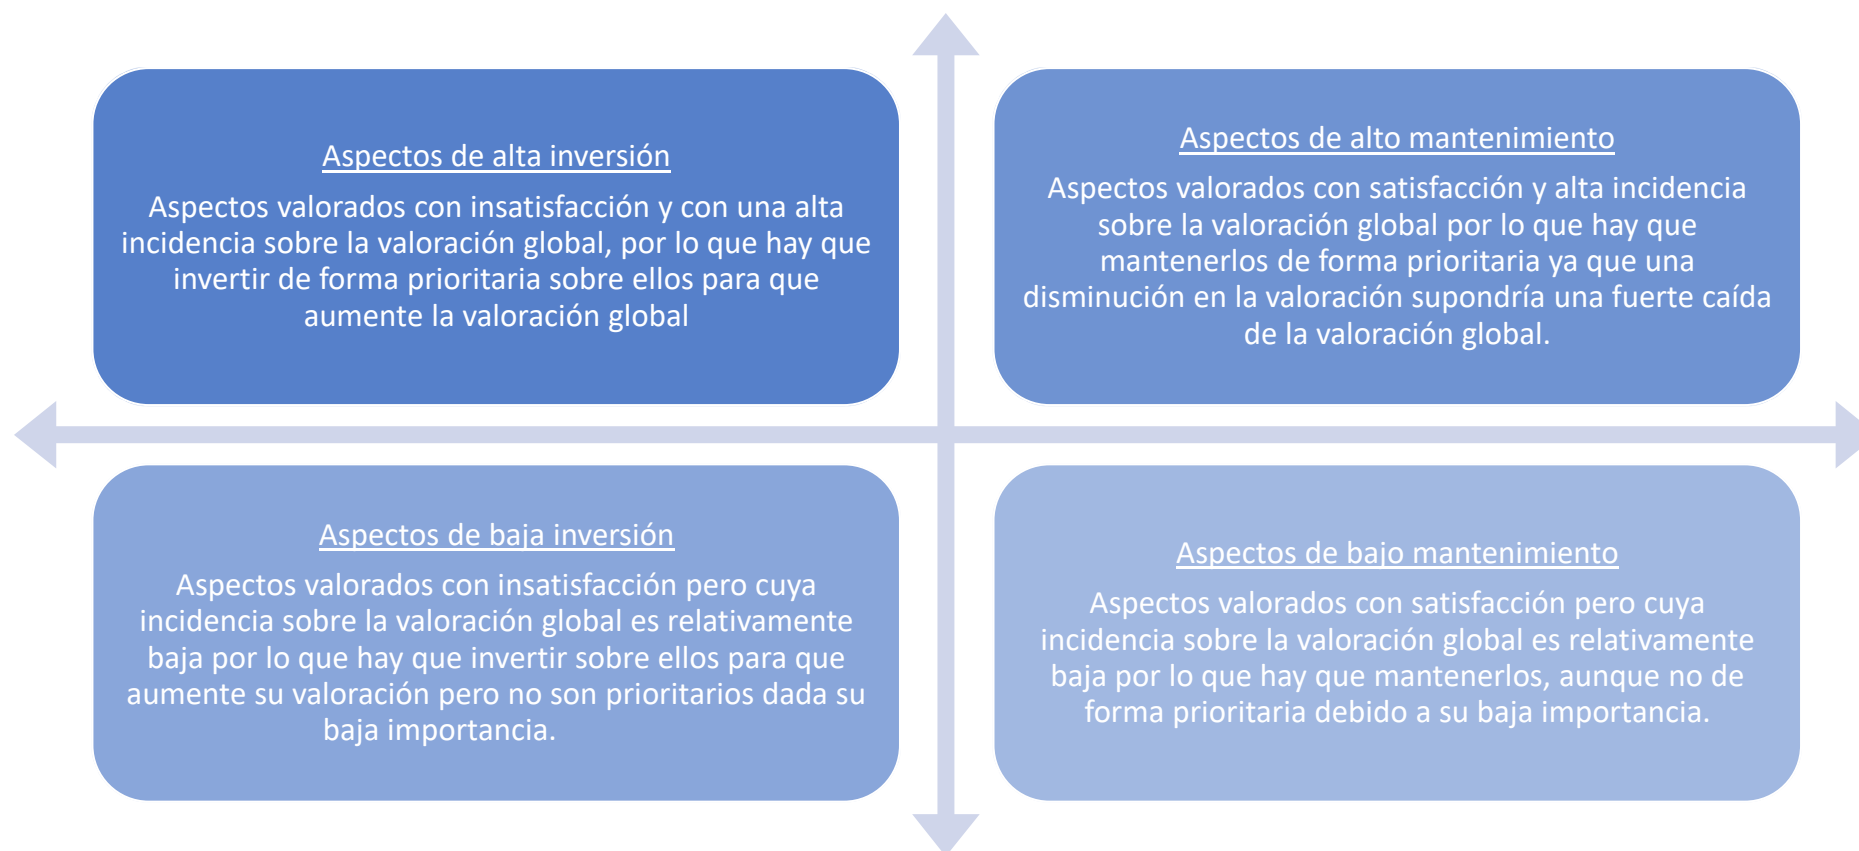 Aspectos de alta inversión
Aspectos valorados con insatisfacción y con una alta
incidencia sobre la valoración global, por lo que hay que
invertir de forma prioritaria sobre ellos para que
aumente la valoración global
Aspectos de alto mantenimiento
Aspectos valorados con satisfacción y alta incidencia
sobre la valoración global por lo que hay que
mantenerlos de forma prioritaria ya que una
disminución en la valoración supondría una fuerte caída
de la valoración global.
Aspectos de baja inversión
Aspectos valorados con insatisfacción pero cuya
incidencia sobre la valoración global es relativamente
baja por lo que hay que invertir sobre ellos para que
aumente su valoración pero no son prioritarios dada su
baja importancia.
Aspectos de bajo mantenimiento
Aspectos valorados con satisfacción pero cuya
incidencia sobre la valoración global es relativamente
baja por lo que hay que mantenerlos, aunque no de
forma prioritaria debido a su baja importancia.